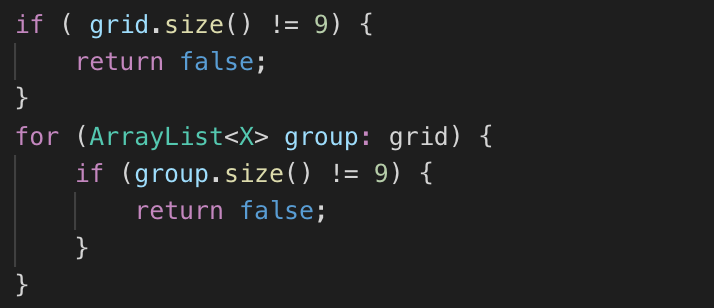 if ( grid.size() != 9) {
    return false;
}
for (ArrayList<X> group: grid) {
    if (group.size() != 9) {
        return false;
    }
}